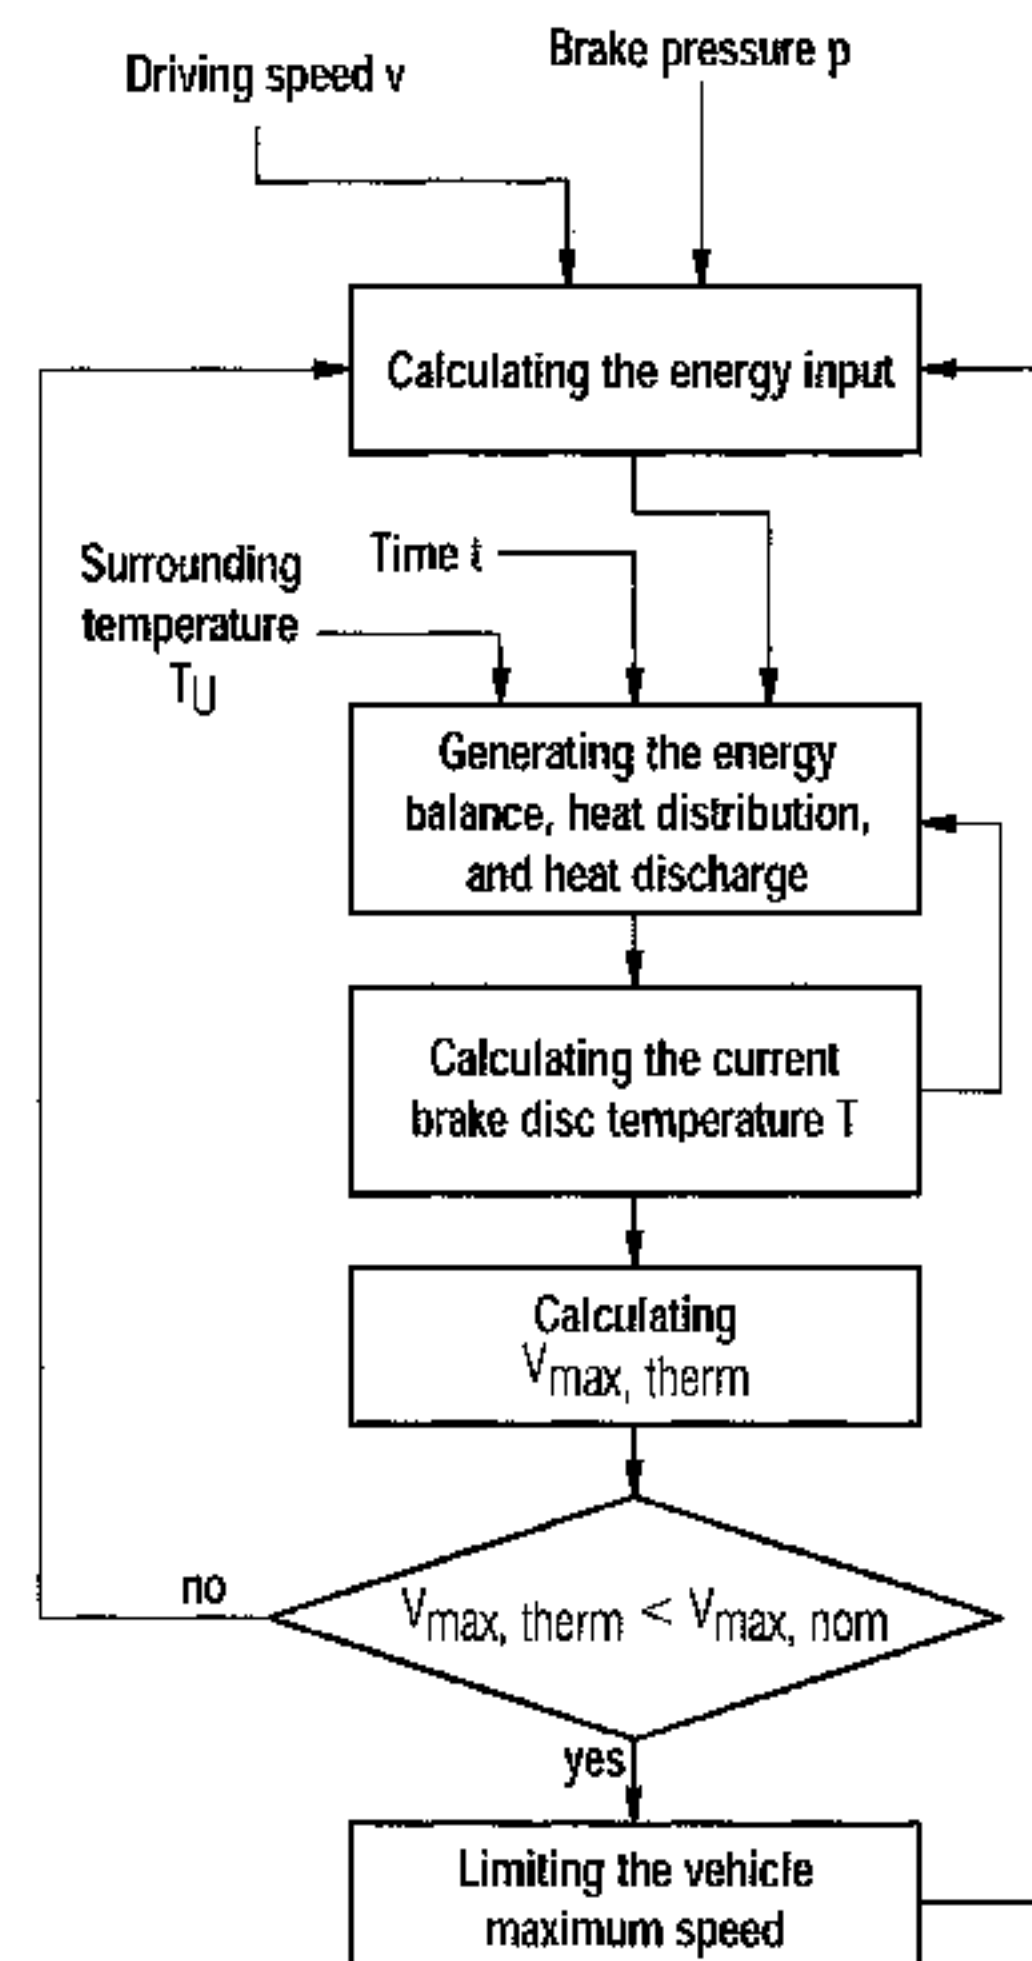 Driving speed v
Brake pressure p
Calculating the energy input
Time t
Surrounding
temperature
TU
Generating the energy
balance, heat distribution,
and heat discharge
Calculating the current
brake disc temperature T
Calculating
Vmax, therm
no
Vmax, therm < Vmax, nom
yes
Limiting the vehicle
maximum speed